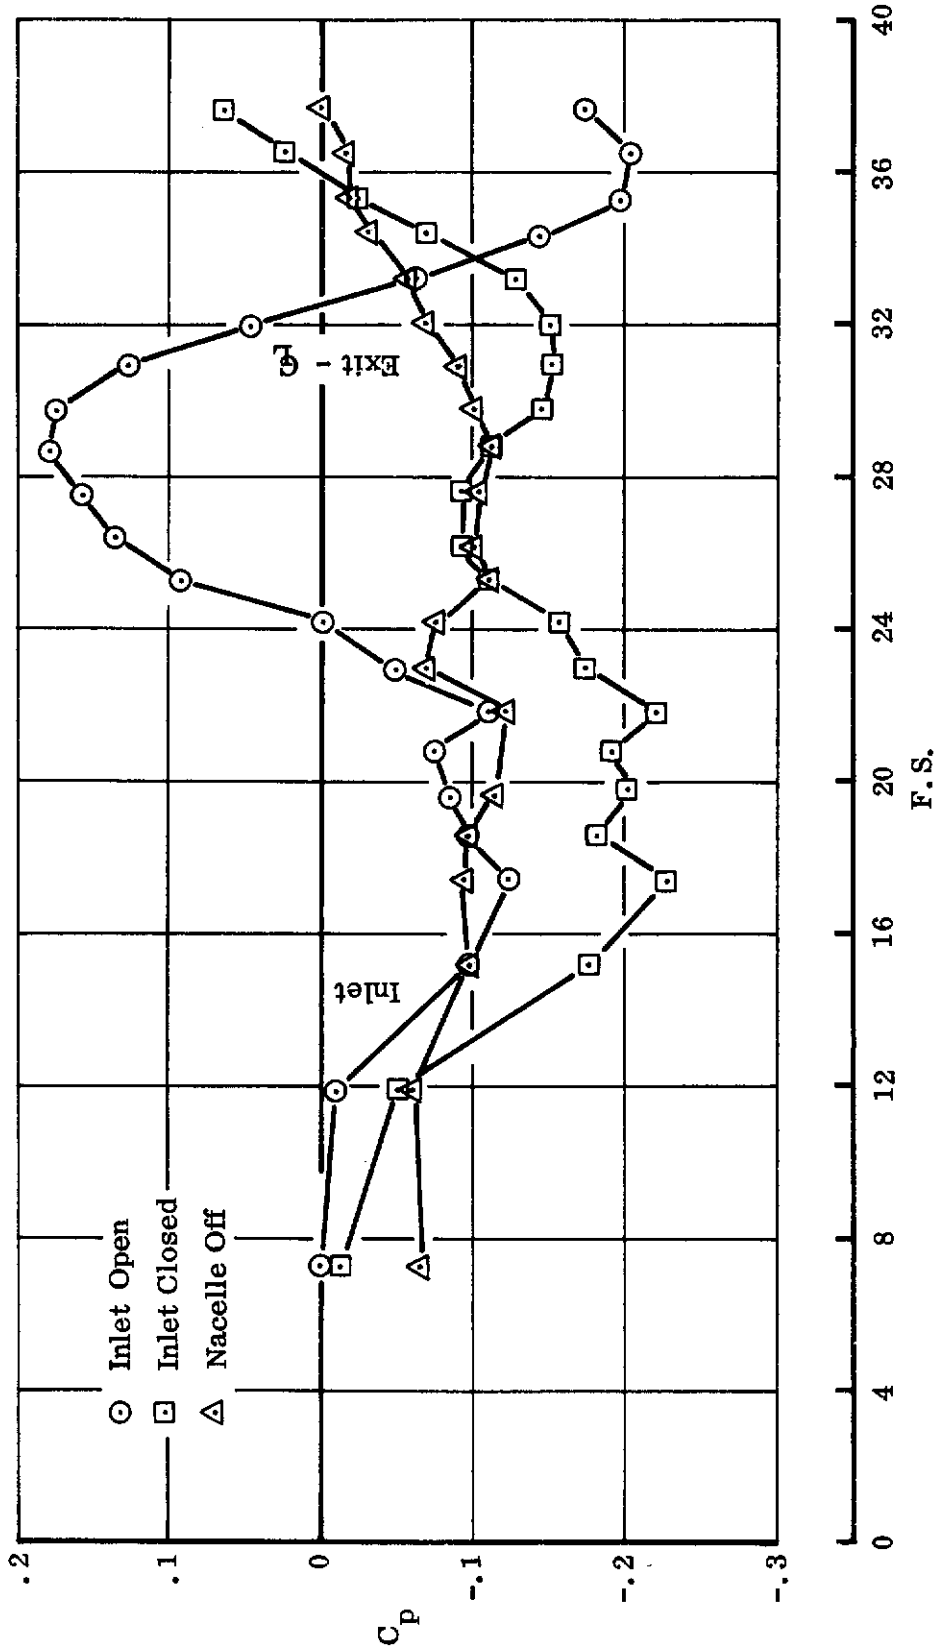 .2
.1
0
-.1
-.2
-.3
C_p
Inlet Open
Inlet Closed
Nacelle Off
Inlet
Exit - ℄
0 4 8 12 16 20 24 28 32 36 40
F.S.